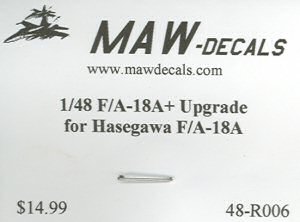 MAW-DECALS
www.mawdecals.com
1/48 F/A-18A+ Upgrade
for Hasegawa F/A-18A
$14.99 48-R006